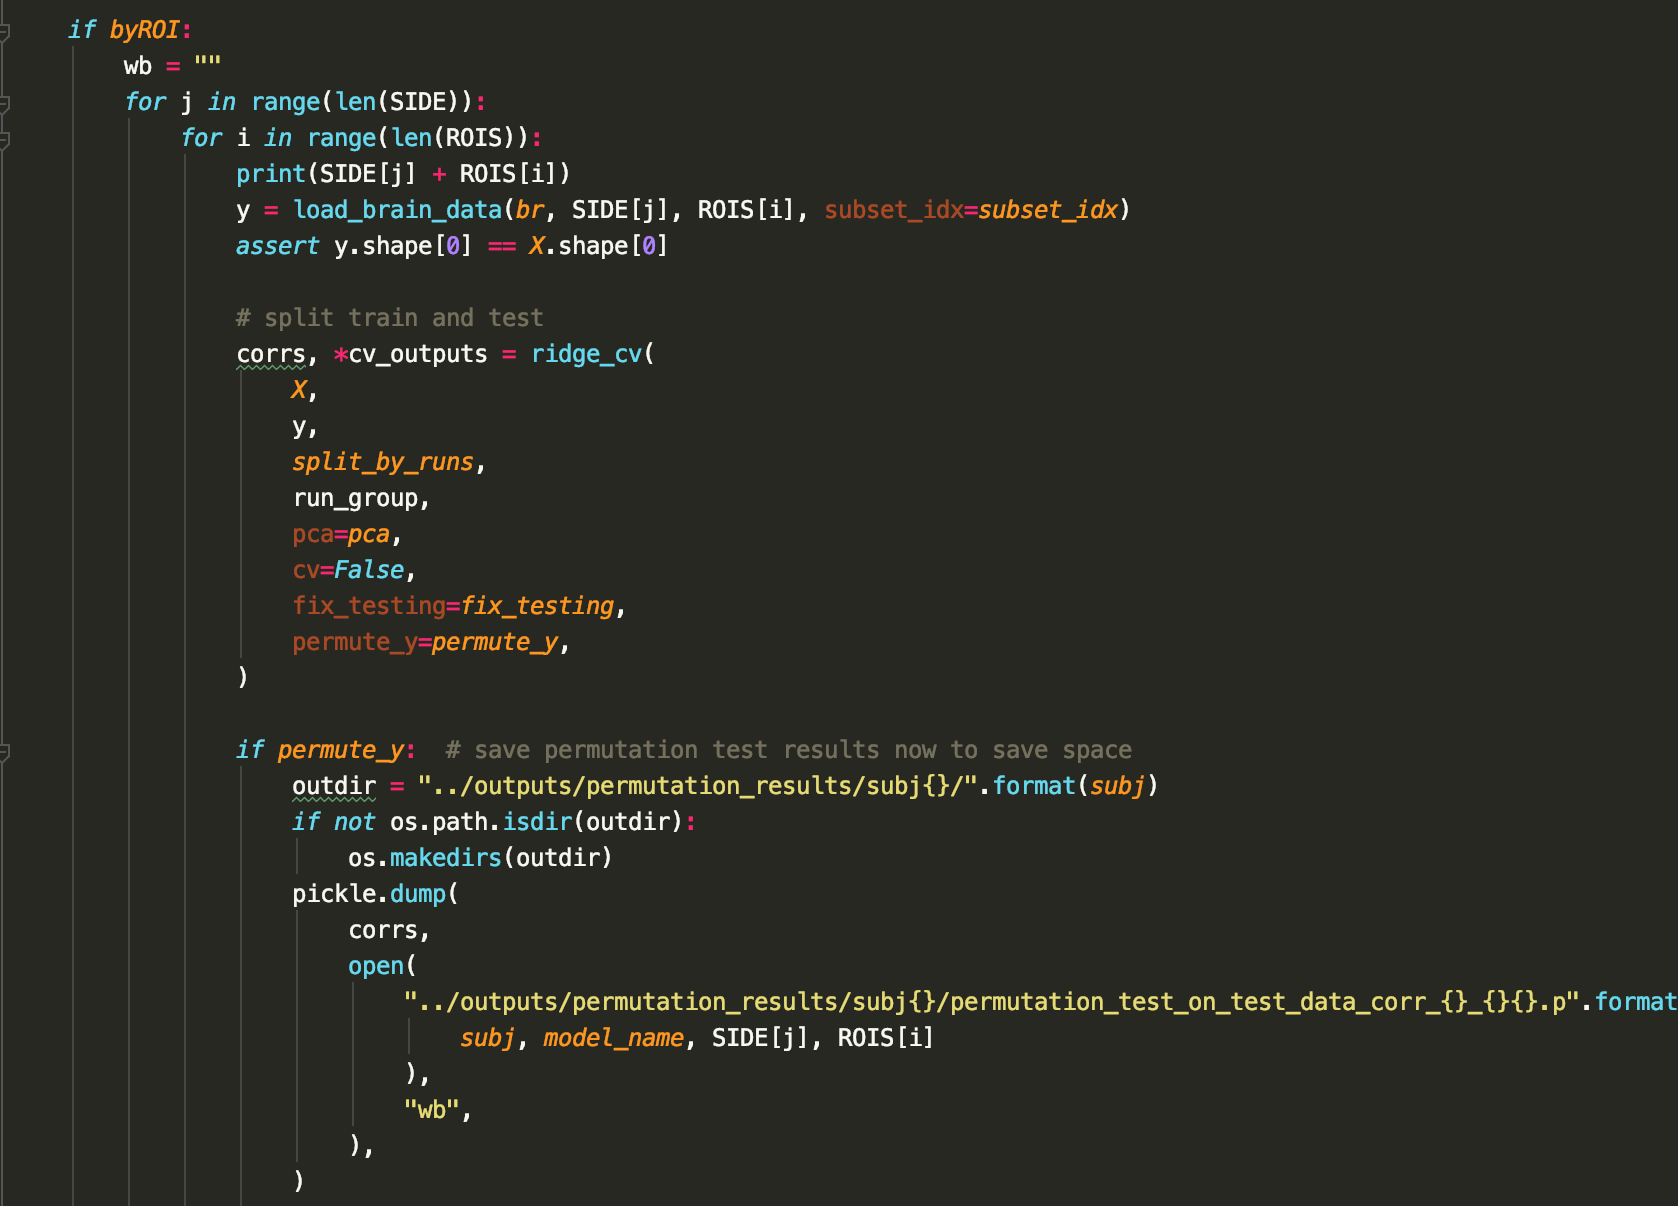 if byROI:
    wb = ""
    for j in range(len(SIDE)):
        for i in range(len(ROIS)):
            print(SIDE[j] + ROIS[i])
            y = load_brain_data(br, SIDE[j], ROIS[i], subset_idx=subset_idx)
            assert y.shape[0] == X.shape[0]

            # split train and test
            corrs, *cv_outputs = ridge_cv(
                X,
                y,
                split_by_runs,
                run_group,
                pca=pca,
                cv=False,
                fix_testing=fix_testing,
                permute_y=permute_y,
            )

            if permute_y:  # save permutation test results now to save space
                outdir = "../outputs/permutation_results/subj{}/".format(subj)
                if not os.path.isdir(outdir):
                    os.makedirs(outdir)
                pickle.dump(
                    corrs,
                    open(
                        "../outputs/permutation_results/subj{}/permutation_test_on_test_data_corr_{}_{}{}.p".format
                            subj, model_name, SIDE[j], ROIS[i]
                        ),
                        "wb",
                    ),
                )